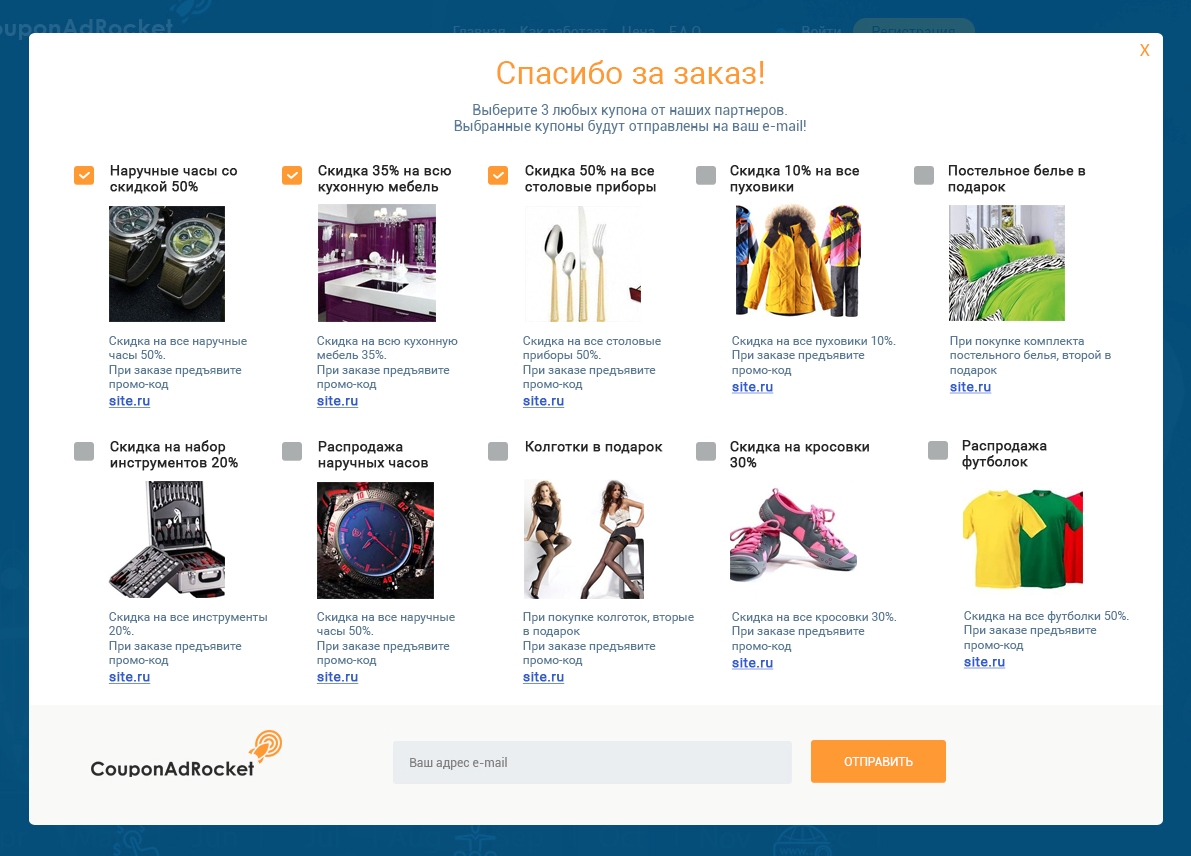 CouponAdRocket
Главная Как работает Цена F.A.Q
Войти
Регистрация
X
Спасибо за заказ!
Выберите 3 любых купона от наших партнеров.
Выбранные купоны будут отправлены на ваш e-mail!
Наручные часы со
скидкой 50%
Скидка на все наручные
часы 50%.
При заказе предъявите
промо-код
site.ru
Скидка 35% на всю
кухонную мебель
Скидка на всю кухонную
мебель 35%.
При заказе предъявите
промо-код
site.ru
Скидка 50% на все
столовые приборы
Скидка на все столовые
приборы 50%.
При заказе предъявите
промо-код
site.ru
Скидка 10% на все
пуховики
Скидка на все пуховики 10%.
При заказе предъявите
промо-код
site.ru
Постельное белье в
подарок
При покупке комплекта
постельного белья, второй в
подарок
site.ru
Скидка на набор
инструментов 20%
Скидка на все инструменты
20%.
При заказе предъявите
промо-код
site.ru
Распродажа
наручных часов
Скидка на все наручные
часы 50%.
При заказе предъявите
промо-код
site.ru
Колготки в подарок
При покупке колготок, вторые
в подарок
При заказе предъявите
промо-код
site.ru
Скидка на кросовки
30%
Скидка на все кросовки 30%.
При заказе предъявите
промо-код
site.ru
Распродажа
футболок
Скидка на все футболки 50%.
При заказе предъявите
промо-код
site.ru
CouponAdRocket
Ваш адрес e-mail
ОТПРАВИТЬ